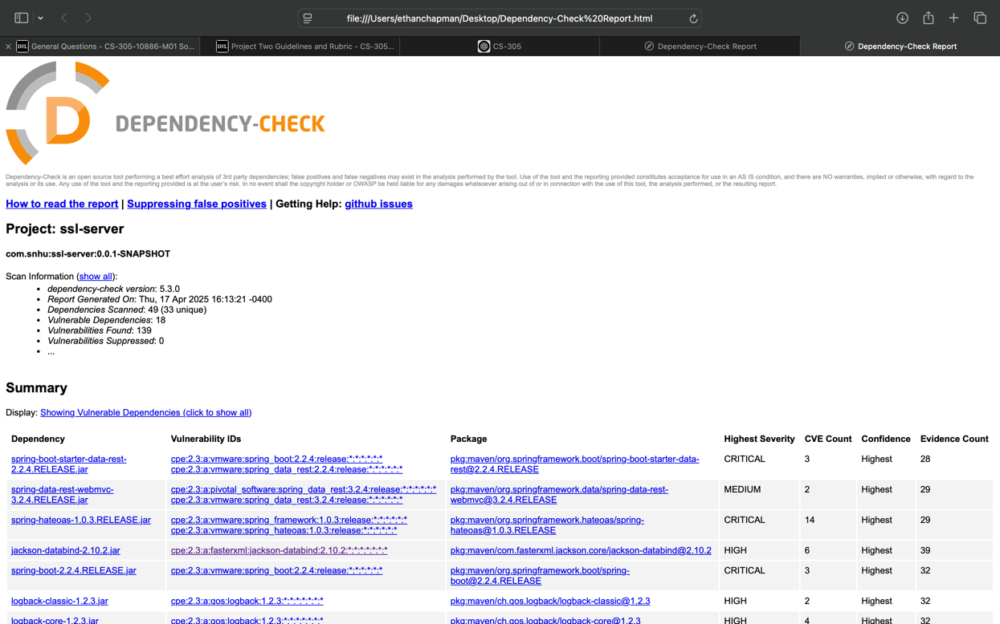 file:///Users/ethanchapman/Desktop/Dependency-Check%20Report.html
D2L General Questions - CS-305-10886-M01 So...
D2L Project Two Guidelines and Rubric - CS-305...
CS-305
Dependency-Check Report
Dependency-Check Report
DEPENDENCY-CHECK
Dependency-Check is an open source tool performing a best effort analysis of 3rd party dependencies; false positives and false negatives may exist in the analysis performed by the tool. Use of the tool and the reporting provided constitutes acceptance for use in an AS IS condition, and there are NO warranties, implied or otherwise, with regard to the
analysis or its use. Any use of the tool and the reporting provided is at the user's risk. In no event shall the copyright holder or OWASP be held liable for any damages whatsoever arising out of or in connection with the use of this tool, the analysis performed, or the resulting report.
How to read the report | Suppressing false positives | Getting Help: github issues
Project: ssl-server
com.snhu:ssl-server:0.0.1-SNAPSHOT
Scan Information (show all):
• dependency-check version: 5.3.0
• Report Generated On: Thu, 17 Apr 2025 16:13:21 -0400
• Dependencies Scanned: 49 (33 unique)
• Vulnerable Dependencies: 18
• Vulnerabilities Found: 139
• Vulnerabilities Suppressed: 0
• ...
Summary
Display: Showing Vulnerable Dependencies (click to show all)
Dependency Vulnerability IDs Package Highest Severity CVE Count Confidence Evidence Count
spring-boot-starter-data-rest- cpe:2.3:a:vmware:spring_boot:2.2.4:release:*:*:*:*:*:* pkg:maven/org.springframework.boot/spring-boot-starter-data- CRITICAL 3 Highest 28
2.2.4.RELEASE.jar cpe:2.3:a:vmware:spring_data_rest:2.2.4:release:*:*:*:*:*:* rest@2.2.4.RELEASE
spring-data-rest-webmvc- cpe:2.3:a:pivotal_software:spring_data_rest:3.2.4:release:*:*:*:*:*:* pkg:maven/org.springframework.data/spring-data-rest- MEDIUM 2 Highest 29
3.2.4.RELEASE.jar cpe:2.3:a:vmware:spring_data_rest:3.2.4:release:*:*:*:*:*:* webmvc@3.2.4.RELEASE
spring-hateoas-1.0.3.RELEASE.jar cpe:2.3:a:vmware:spring_framework:1.0.3:release:*:*:*:*:*:* pkg:maven/org.springframework.hateoas/spring- CRITICAL 14 Highest 29
cpe:2.3:a:vmware:spring_hateoas:1.0.3:release:*:*:*:*:*:* hateoas@1.0.3.RELEASE
jackson-databind-2.10.2.jar cpe:2.3:a:fasterxml:jackson-databind:2.10.2:*:*:*:*:*:*:* pkg:maven/com.fasterxml.jackson.core/jackson-databind@2.10.2 HIGH 6 Highest 39
spring-boot-2.2.4.RELEASE.jar cpe:2.3:a:vmware:spring_boot:2.2.4:release:*:*:*:*:*:* pkg:maven/org.springframework.boot/spring- CRITICAL 3 Highest 32
boot@2.2.4.RELEASE
logback-classic-1.2.3.jar cpe:2.3:a:qos:logback:1.2.3:*:*:*:*:*:*:* pkg:maven/ch.qos.logback/logback-classic@1.2.3 HIGH 2 Highest 32
logback-core-1.2.3.jar cpe:2.3:a:qos:logback:1.2.3:*:*:*:*:*:*:* pkg:maven/ch.qos.logback/logback-core@1.2.3 HIGH 4 Highest 32